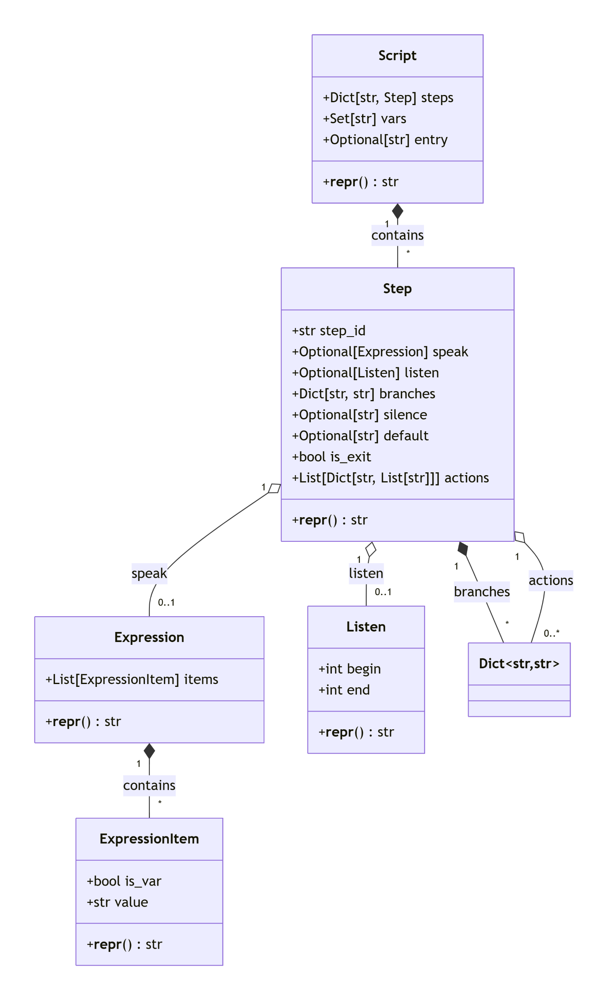 Script
+Dict[str, Step] steps
+Set[str] vars
+Optional[str] entry
+repr() : str
1
contains
*
Step
+str step_id
+Optional[Expression] speak
+Optional[Listen] listen
+Dict[str, str] branches
+Optional[str] silence
+Optional[str] default
+bool is_exit
+List[Dict[str, List[str]]] actions
+repr() : str
1
speak
0..1
1
listen
0..1
1
branches
*
1
actions
0..*
Expression
+List[ExpressionItem] items
+repr() : str
Listen
+int begin
+int end
+repr() : str
Dict<str,str>
1
contains
*
ExpressionItem
+bool is_var
+str value
+repr() : str